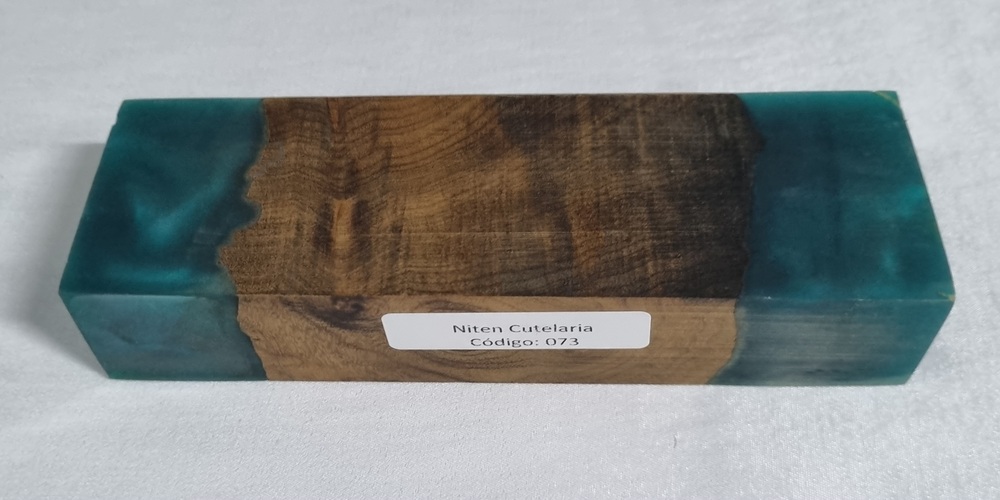 Niten Cutelaria
Código: 073